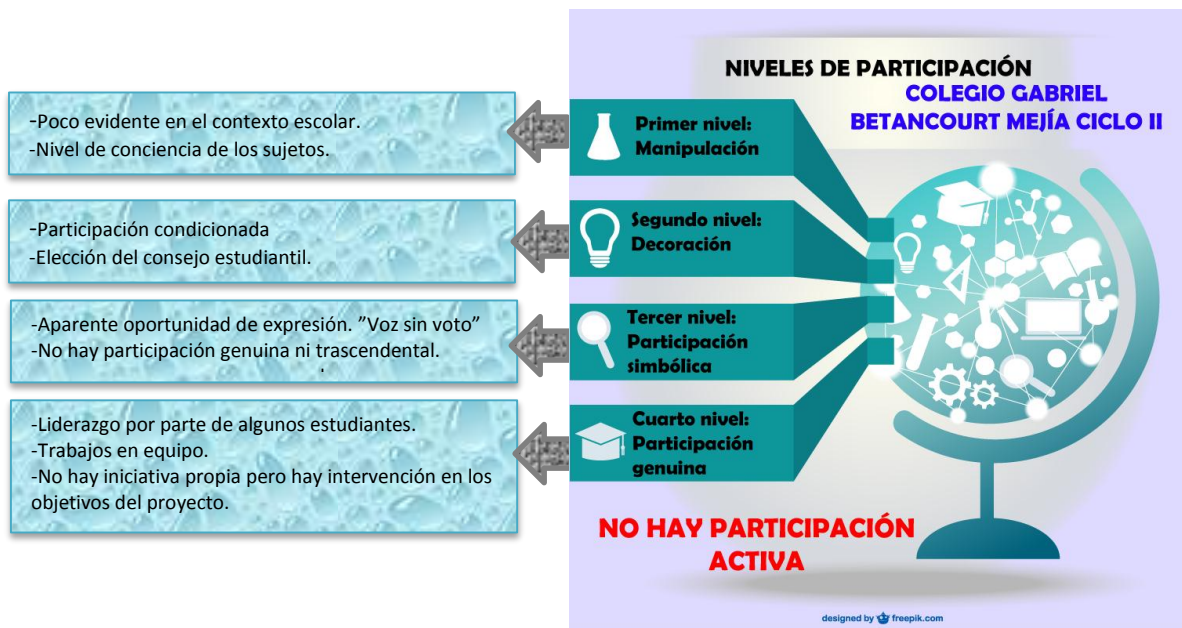 NIVELES DE PARTICIPACIÓN
COLEGIO GABRIEL
BETANCOURT MEJÍA CICLO II
-Poco evidente en el contexto escolar.
-Nivel de conciencia de los sujetos.
Primer nivel:
Manipulación
-Participación condicionada
-Elección del consejo estudiantil.
Segundo nivel:
Decoración
-Aparente oportunidad de expresión. ”Voz sin voto”
-No hay participación genuina ni trascendental.
Tercer nivel:
Participación
simbólica
-Liderazgo por parte de algunos estudiantes.
-Trabajos en equipo.
-No hay iniciativa propia pero hay intervención en los
objetivos del proyecto.
Cuarto nivel:
Participación
genuina
NO HAY PARTICIPACIÓN
ACTIVA
designed by freepik.com